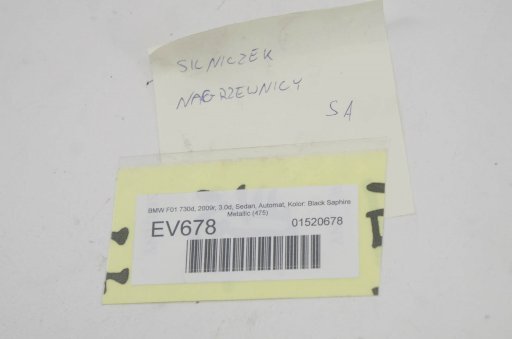 SILNICZEK
NAGRZEWNICY
SA
BMW F01 730d, 2009r, 3.0d, Sedan, Automat, Kolor: Black Saphire
Metallic (475)
EV678 01520678